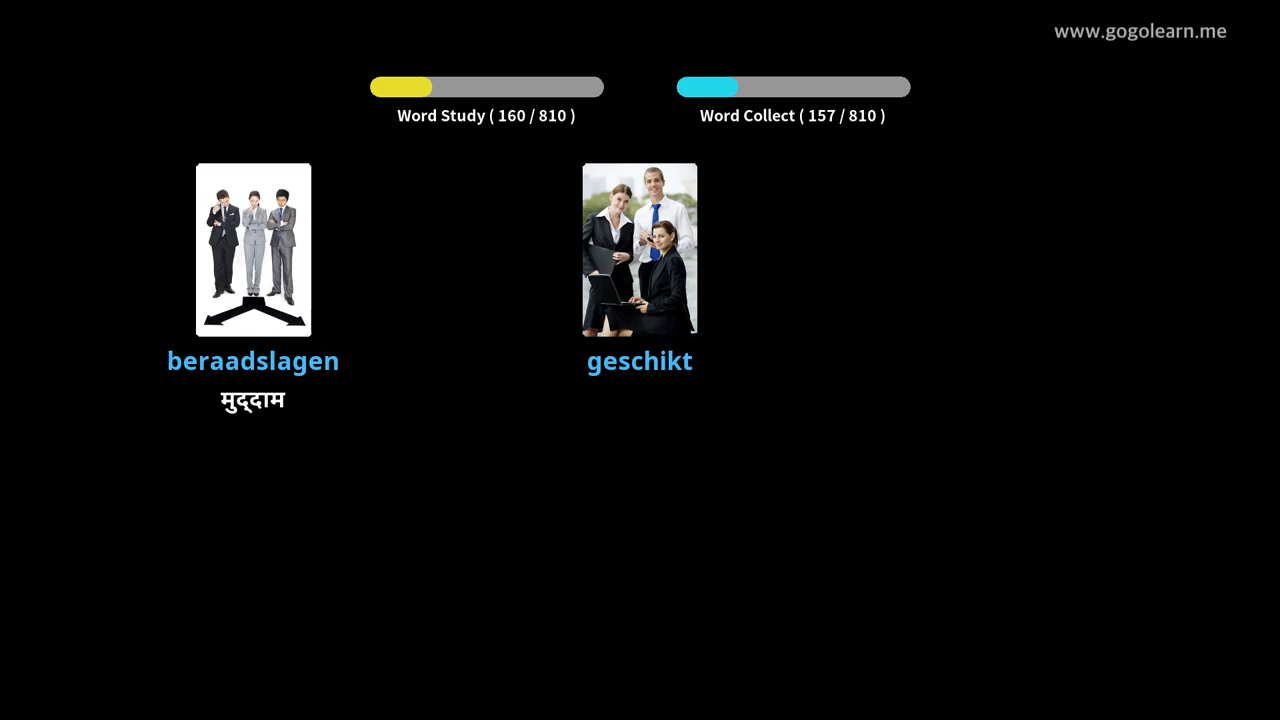 www.gogolearn.me
Word Study ( 160 / 810 )
Word Collect ( 157 / 810 )
beraadslagen
geschikt
मुद्दाम